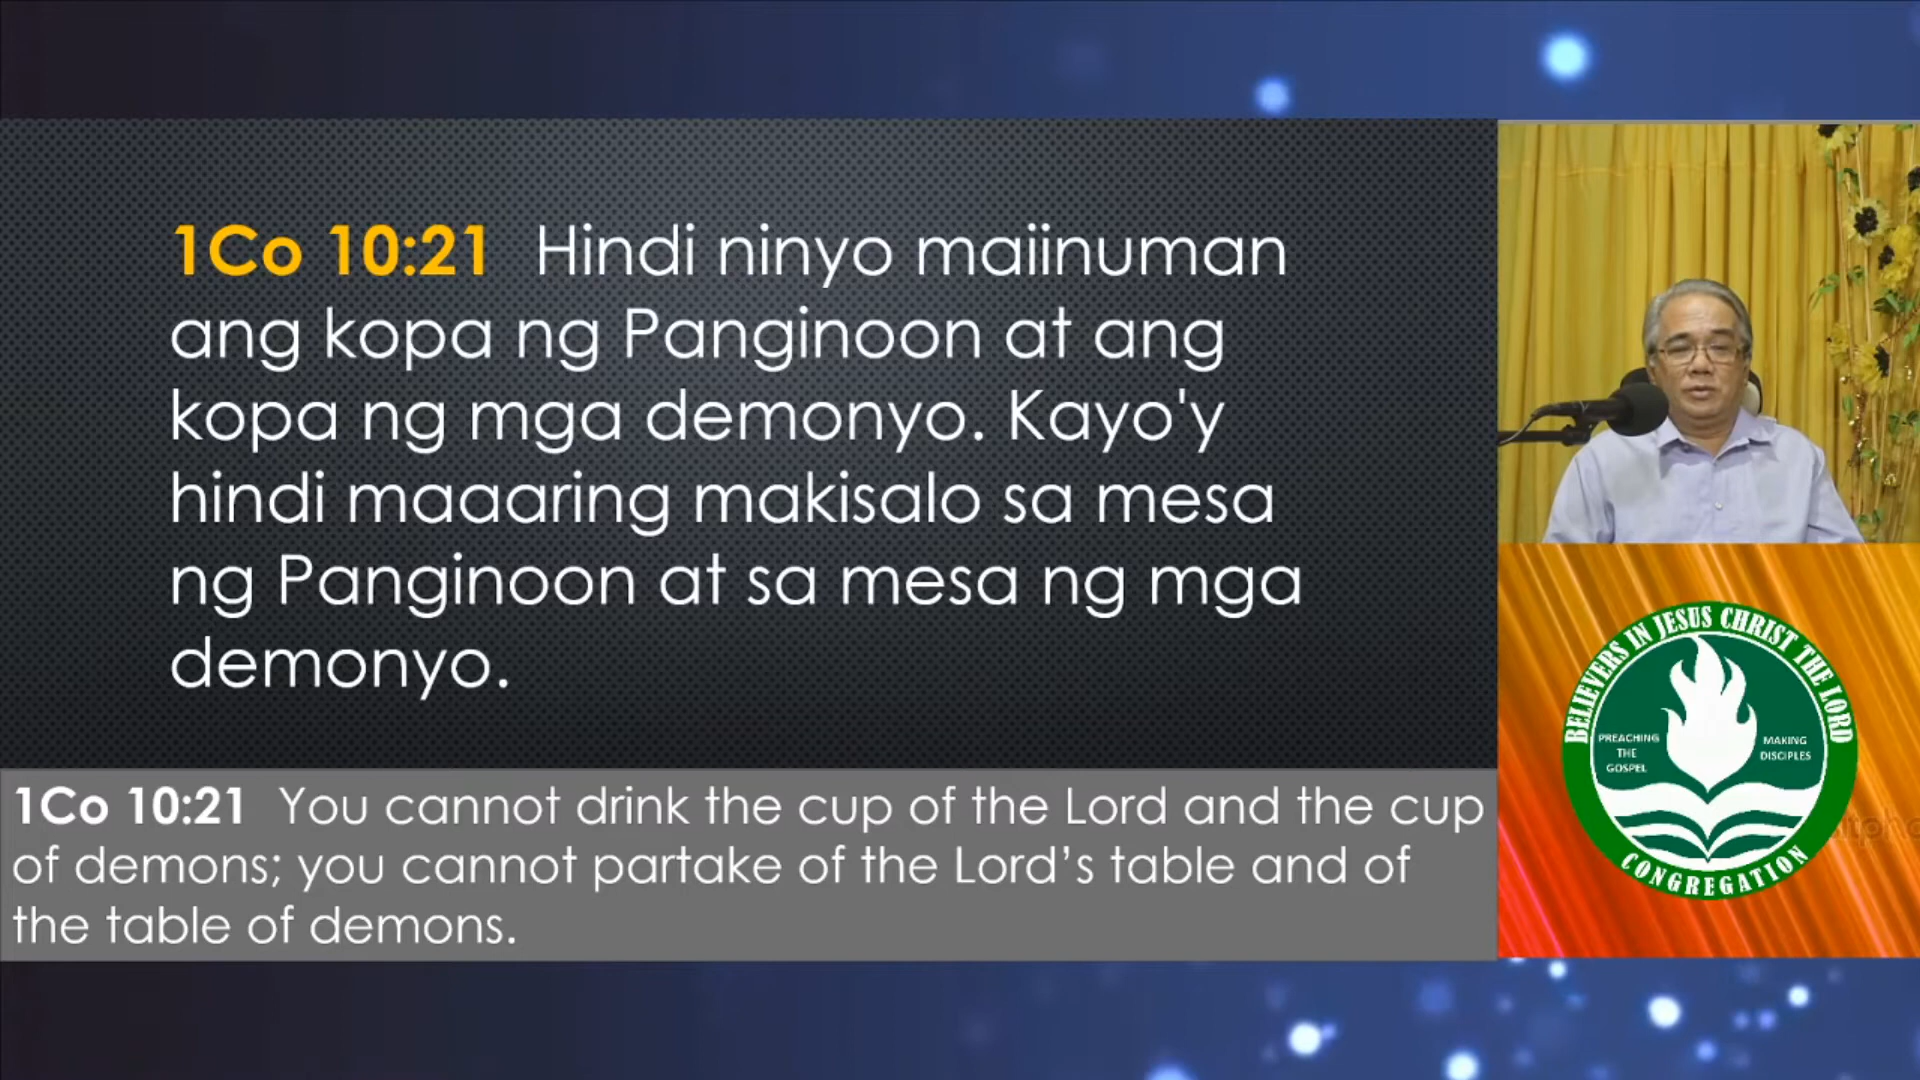 1Co 10:21 Hindi ninyo maiinuman
ang kopa ng Panginoon at ang
kopa ng mga demonyo. Kayo'y
hindi maaaring makisalo sa mesa
ng Panginoon at sa mesa ng mga
demonyo.
1Co 10:21 You cannot drink the cup of the Lord and the cup
of demons; you cannot partake of the Lord’s table and of
the table of demons.
BELIEVERS IN JESUS CHRIST THE LORD
PREACHING
THE
GOSPEL
MAKING
DISCIPLES
CONGREGATION